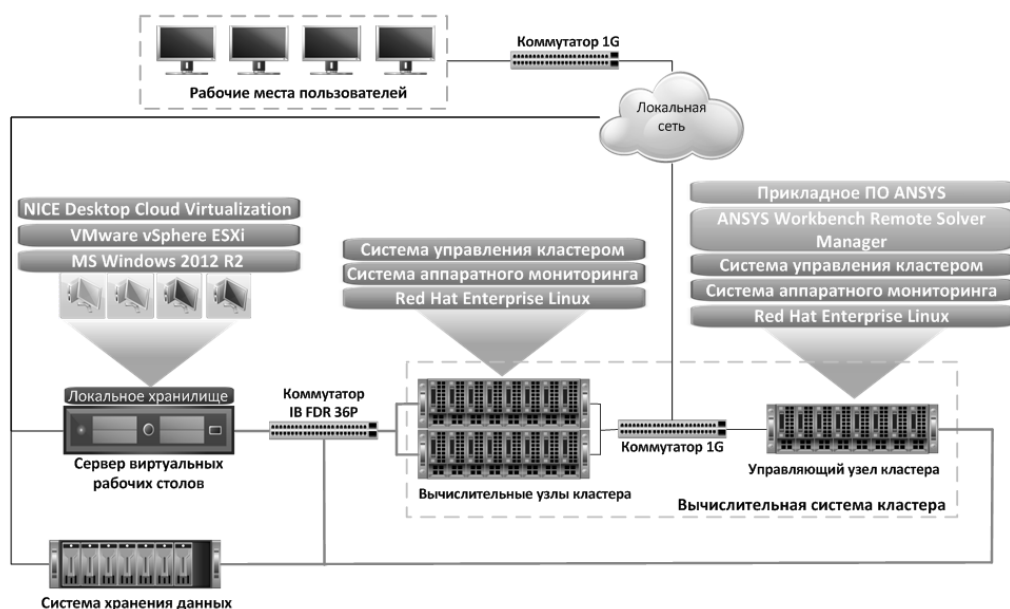 Коммутатор 1G
Рабочие места пользователей
Локальная
сеть
NICE Desktop Cloud Virtualization
VMware vSphere ESXi
MS Windows 2012 R2
Система управления кластером
Система аппаратного мониторинга
Red Hat Enterprise Linux
Прикладное ПО ANSYS
ANSYS Workbench Remote Solver
Manager
Система управления кластером
Система аппаратного мониторинга
Red Hat Enterprise Linux
Локальное хранилище
Сервер виртуальных
рабочих столов
Коммутатор
IB FDR 36P
Вычислительные узлы кластера
Коммутатор 1G
Управляющий узел кластера
Вычислительная система кластера
Система хранения данных